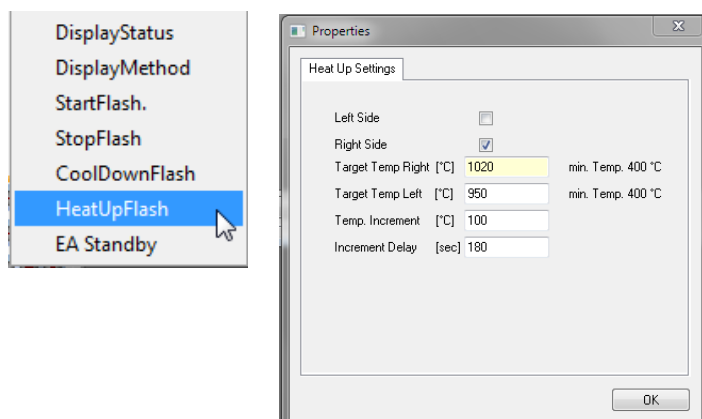 DisplayStatus
DisplayMethod
StartFlash.
StopFlash
CoolDownFlash
HeatUpFlash
EA Standby
Properties
Heat Up Settings
Left Side
Right Side
Target Temp Right [°C] 1020 min. Temp. 400 °C
Target Temp Left [°C] 950 min. Temp. 400 °C
Temp. Increment [°C] 100
Increment Delay [sec] 180
OK